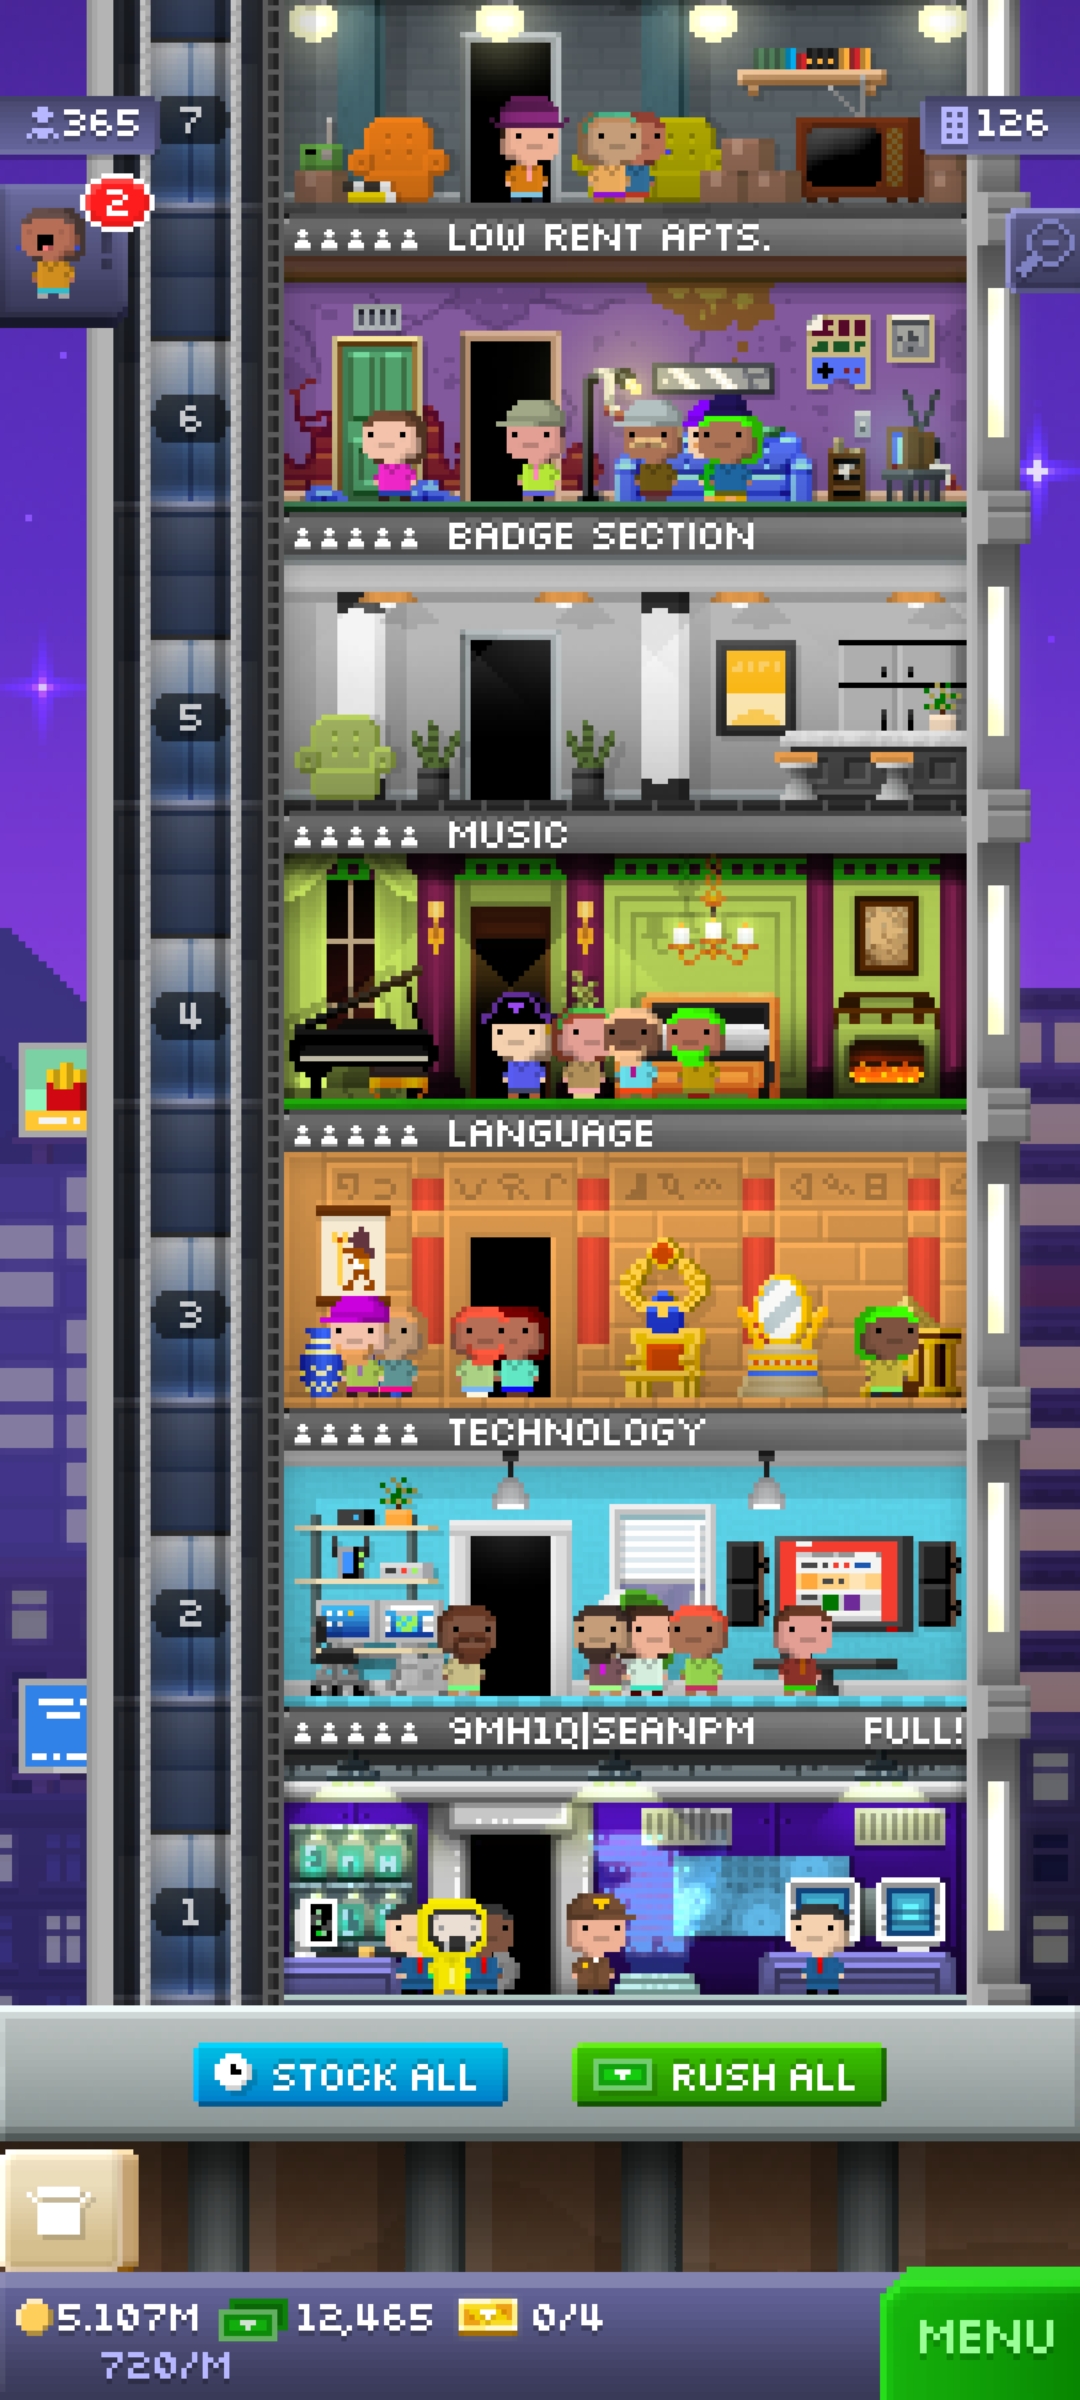 7
365
126
2
LOW RENT APTS.
6
BADGE SECTION
5
MUSIC
4
LANGUAGE
3
TECHNOLOGY
2
9MH1Q|SEANPM FULL!
1
STOCK ALL
RUSH ALL
5.107M 12,465 0/4
720/M
MENU